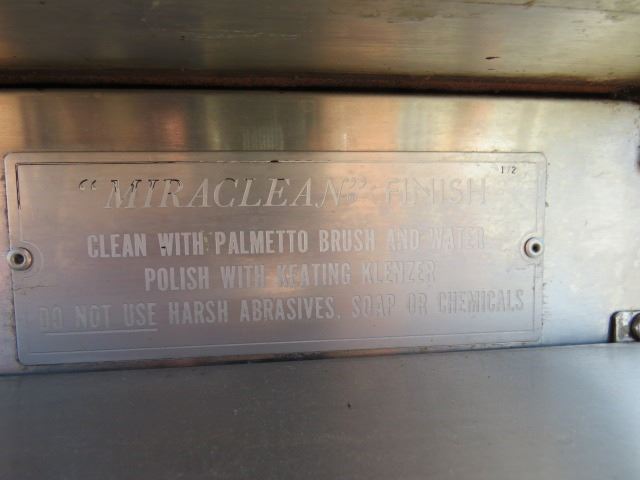 172
"MIRACLEAN" FINISH
CLEAN WITH PALMETTO BRUSH AND WATER
POLISH WITH KEATING KLENZER
DO NOT USE HARSH ABRASIVES, SOAP OR CHEMICALS